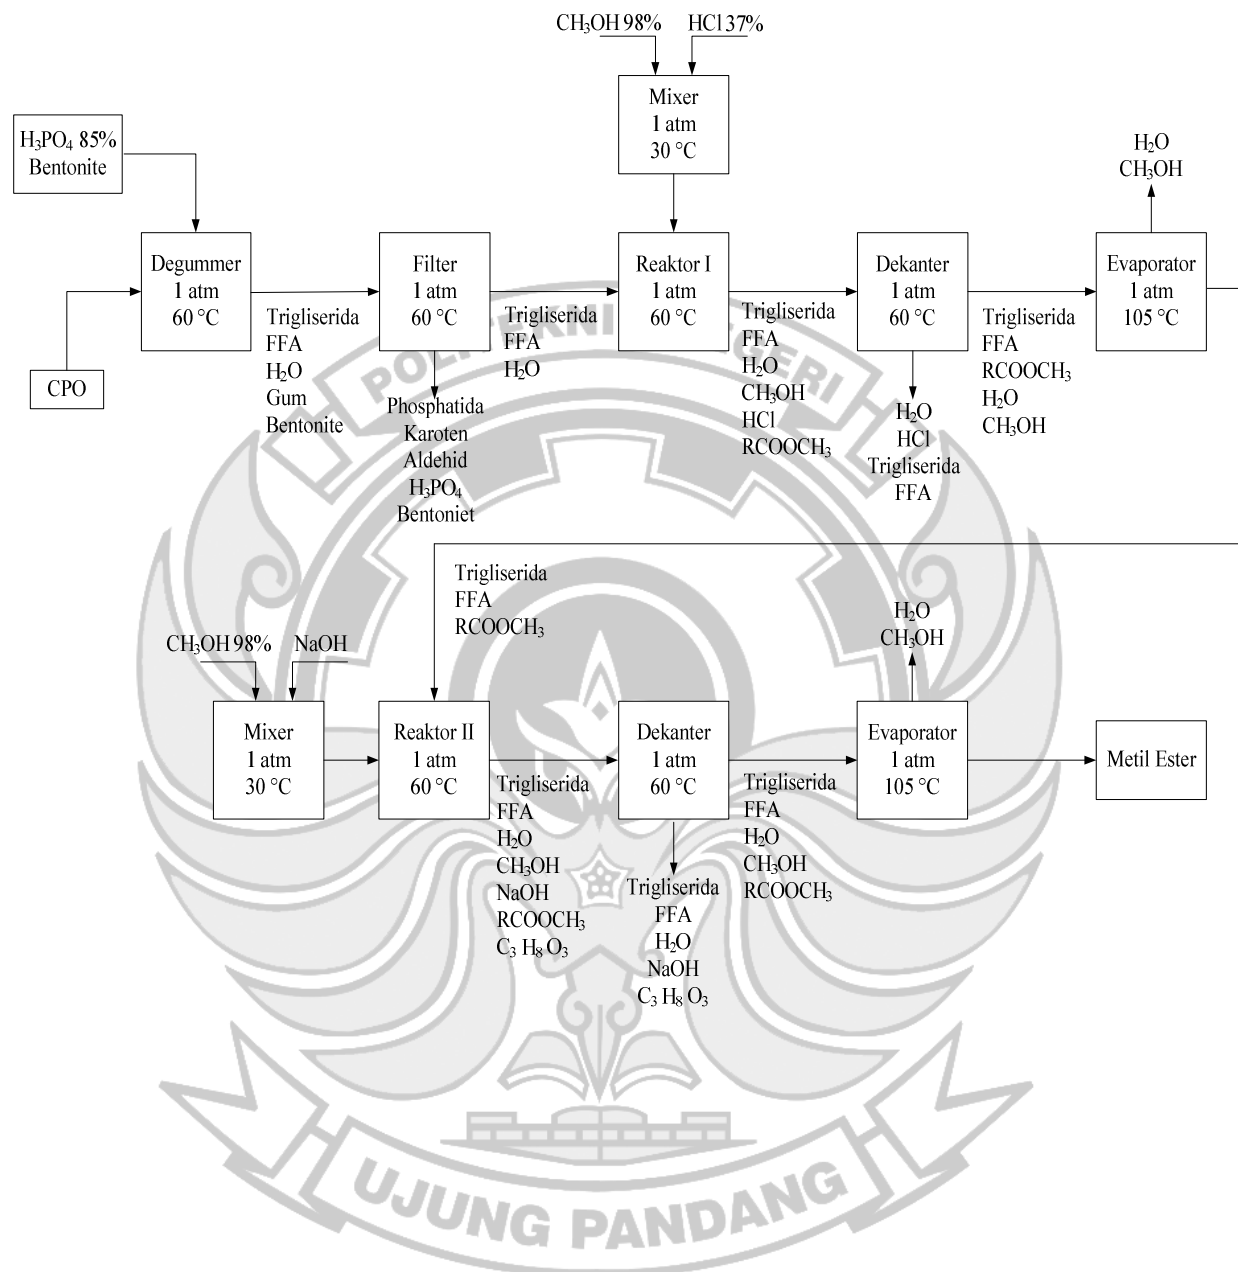 CH₃OH 98%
HCl 37%
Mixer
1 atm
30 °C
H₃PO₄ 85%
Bentonite
H₂O
CH₃OH
Degummer
1 atm
60 °C
Filter
1 atm
60 °C
Reaktor I
1 atm
60 °C
Dekanter
1 atm
60 °C
Evaporator
1 atm
105 °C
CPO
Trigliserida
FFA
H₂O
Gum
Bentonite
Trigliserida
FFA
H₂O
Phosphatida
Karoten
Aldehid
H₃PO₄
Bentoniet
Trigliserida
FFA
H₂O
CH₃OH
HCl
RCOOCH₃
H₂O
HCl
Trigliserida
FFA
Trigliserida
FFA
RCOOCH₃
H₂O
CH₃OH
Trigliserida
FFA
RCOOCH₃
CH₃OH 98%
NaOH
H₂O
CH₃OH
Mixer
1 atm
30 °C
Reaktor II
1 atm
60 °C
Dekanter
1 atm
60 °C
Evaporator
1 atm
105 °C
Metil Ester
Trigliserida
FFA
H₂O
CH₃OH
NaOH
RCOOCH₃
C₃ H₈ O₃
Trigliserida
FFA
H₂O
NaOH
C₃ H₈ O₃
Trigliserida
FFA
H₂O
CH₃OH
RCOOCH₃
POLITEKNIK NEGERI
UJUNG PANDANG